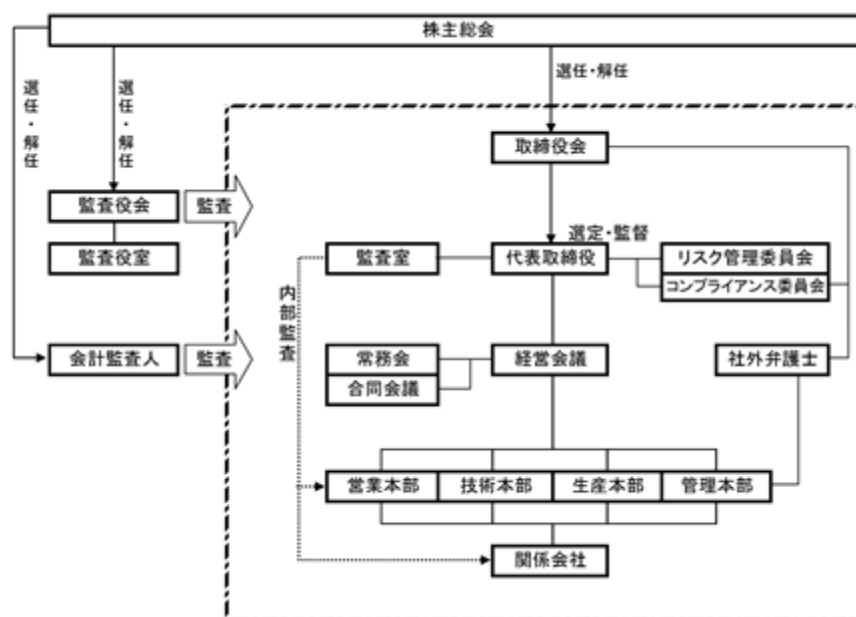 株主総会
選任・解任
選任・解任
選任・解任
取締役会
監査役会
監査
監査役室
選定・監督
監査室
代表取締役
リスク管理委員会
コンプライアンス委員会
内部監査
会計監査人
監査
常務会
経営会議
社外弁護士
合同会議
営業本部
技術本部
生産本部
管理本部
関係会社